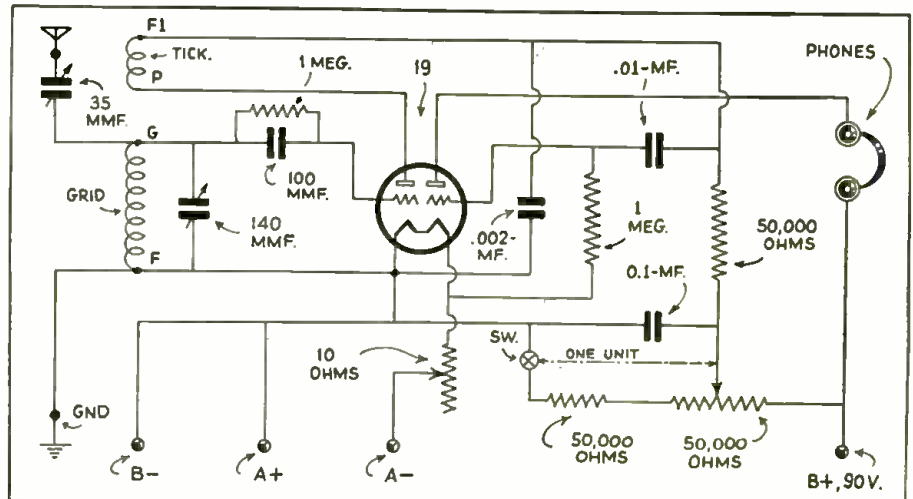 F1
TICK.
P
1 MEG.
19
.01-MF.
PHONES
35
MMF.
G
100
MMF.
GRID
140
MMF.
.002-
MF.
1
MEG.
50,000
OHMS
F
0.1-MF.
SW.
ONE UNIT
10
OHMS
GND
50,000
OHMS
50,000
OHMS
B-
A+
A-
B+,90V.